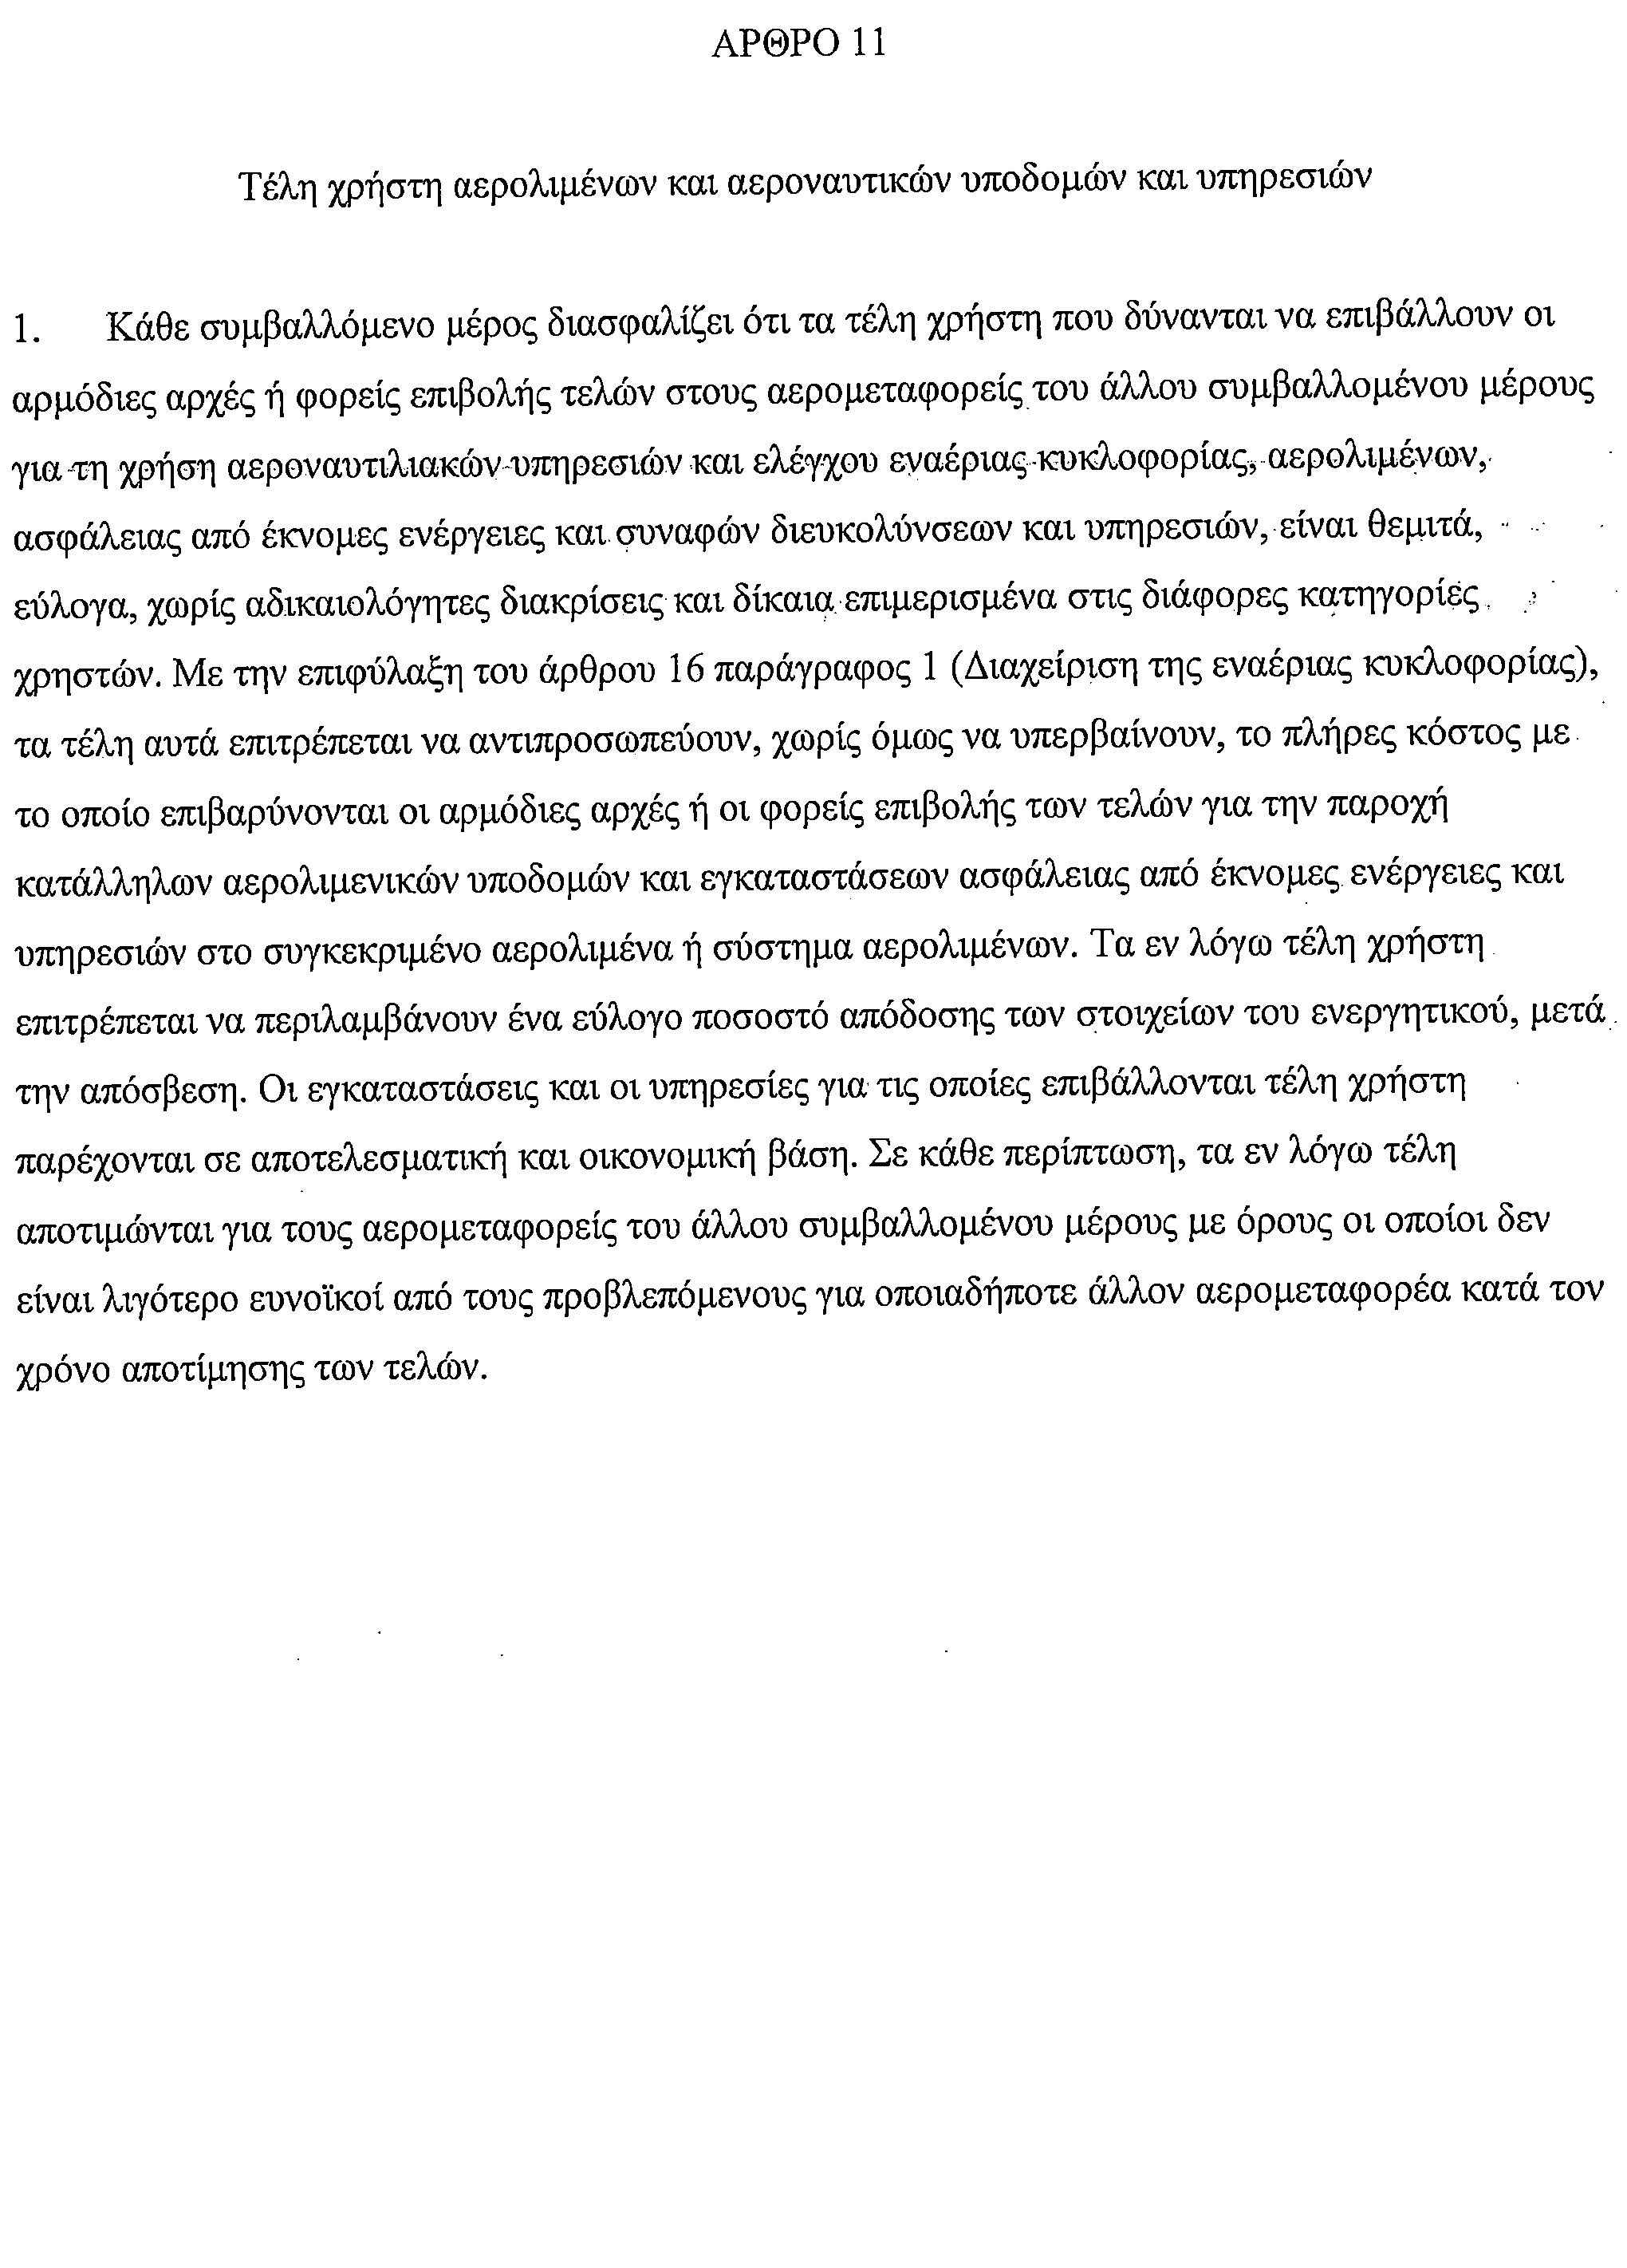 ΑΡΘΡΟ 11
Τέλη χρήστη αερολιμένων και αεροναυτικών υποδομών και υπηρεσιών
1. Κάθε συμβαλλόμενο μέρος διασφαλίζει ότι τα τέλη χρήστη που δύνανται να επιβάλλουν οι
αρμόδιες αρχές ή φορείς επιβολής τελών στους αερομεταφορείς του άλλου συμβαλλομένου μέρους
για τη χρήση αεροναυτιλιακών υπηρεσιών και ελέγχου εναέριας κυκλοφορίας, αερολιμένων,
ασφάλειας από έκνομες ενέργειες και συναφών διευκολύνσεων και υπηρεσιών, είναι θεμιτά,
εύλογα, χωρίς αδικαιολόγητες διακρίσεις και δίκαια επιμερισμένα στις διάφορες κατηγορίές
χρηστών. Με την επιφύλαξη του άρθρου 16 παράγραφος 1 (Διαχείριση της εναέριας κυκλοφορίας),
τα τέλη αυτά επιτρέπεται να αντιπροσωπεύουν, χωρίς όμως να υπερβαίνουν, το πλήρες κόστος με
το οποίο επιβαρύνονται οι αρμόδιες αρχές ή οι φορείς επιβολής των τελών για την παροχή
κατάλληλων αερολιμενικών υποδομών και εγκαταστάσεων ασφάλειας από έκνομες ενέργειες και
υπηρεσιών στο συγκεκριμένο αερολιμένα ή σύστημα αερολιμένων. Τα εν λόγω τέλη χρήστη
επιτρέπεται να περιλαμβάνουν ένα εύλογο ποσοστό απόδοσης των στοιχείων του ενεργητικού, μετά
την απόσβεση. Οι εγκαταστάσεις και οι υπηρεσίες για τις οποίες επιβάλλονται τέλη χρήστη
παρέχονται σε αποτελεσματική και οικονομική βάση. Σε κάθε περίπτωση, τα εν λόγω τέλη
αποτιμώνται για τους αερομεταφορείς του άλλου συμβαλλομένου μέρους με όρους οι οποίοι δεν
είναι λιγότερο ευνοϊκοί από τους προβλεπόμενους για οποιαδήποτε άλλον αερομεταφορέα κατά τον
χρόνο αποτίμησης των τελών.